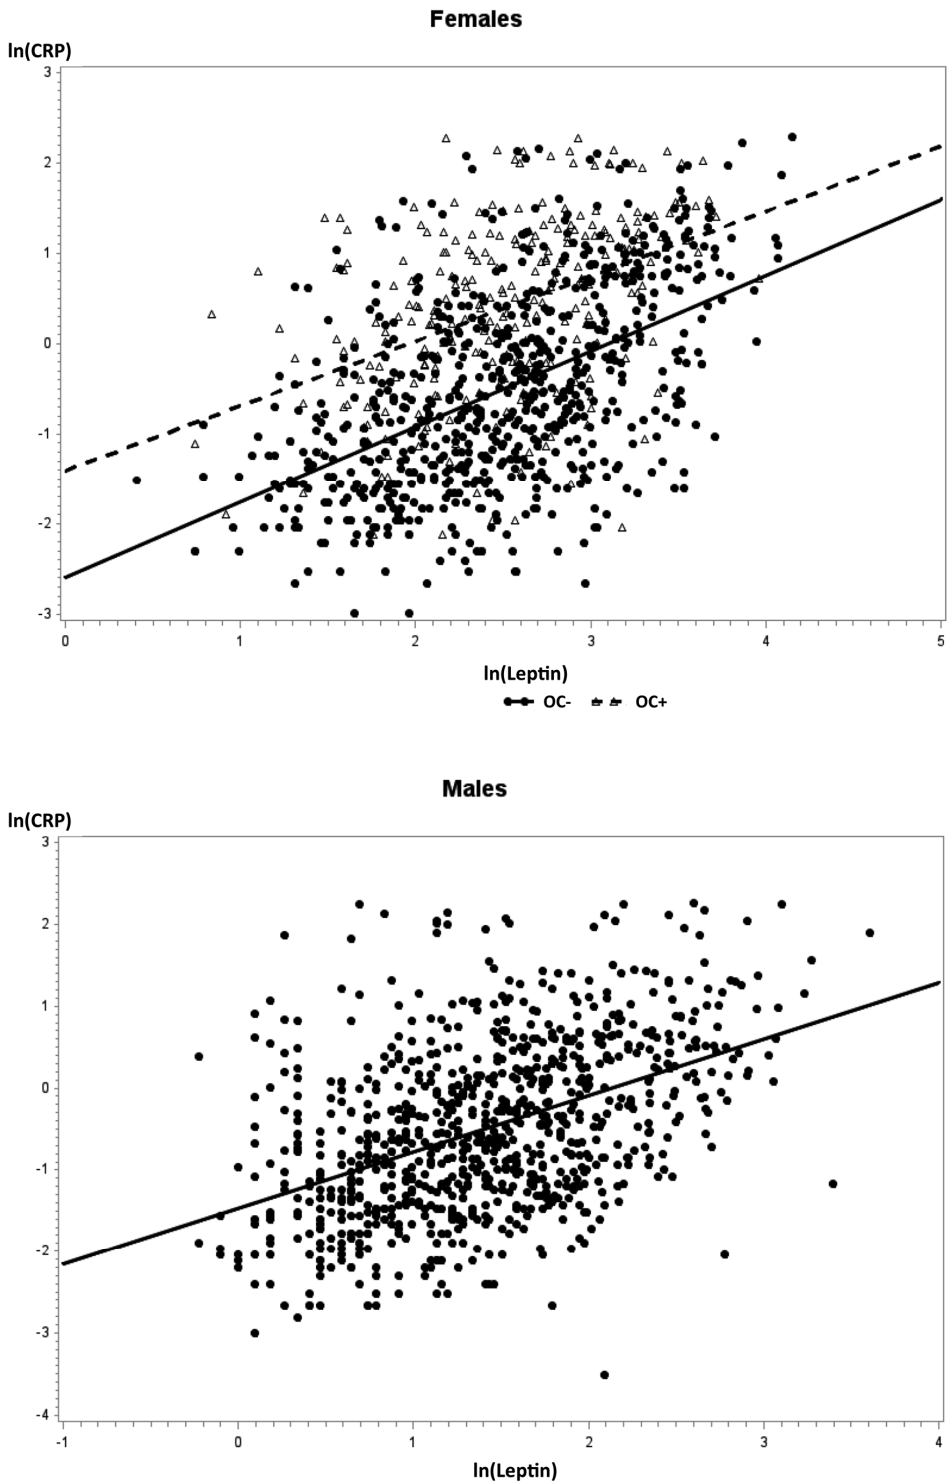 Females
ln(CRP)
3
2
1
0
-1
-2
-3
0 1 2 3 4 5
ln(Leptin)
OC- OC+
Males
ln(CRP)
3
2
1
0
-1
-2
-3
-4
-1 0 1 2 3 4
ln(Leptin)